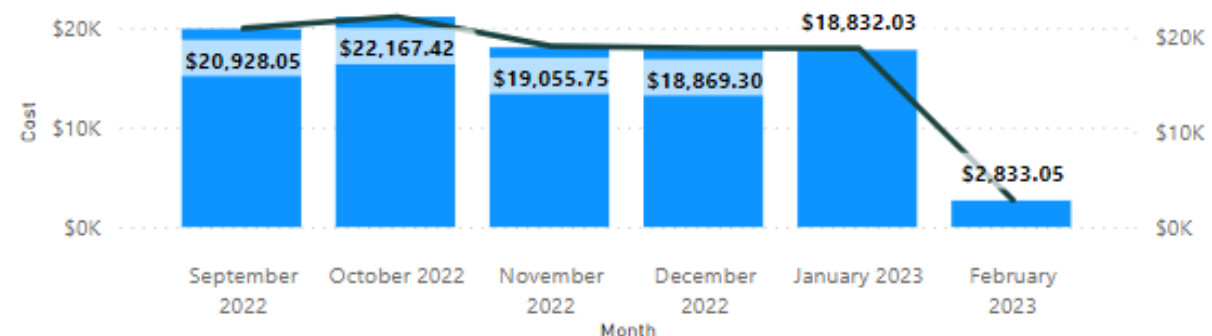 $20K
$10K
$0K
Cost
$20,928.05
$22,167.42
$19,055.75
$18,869.30
$18,832.03
$2,833.05
$20K
$10K
$0K
September
2022
October 2022
November
2022
December
2022
January 2023
February
2023
Month